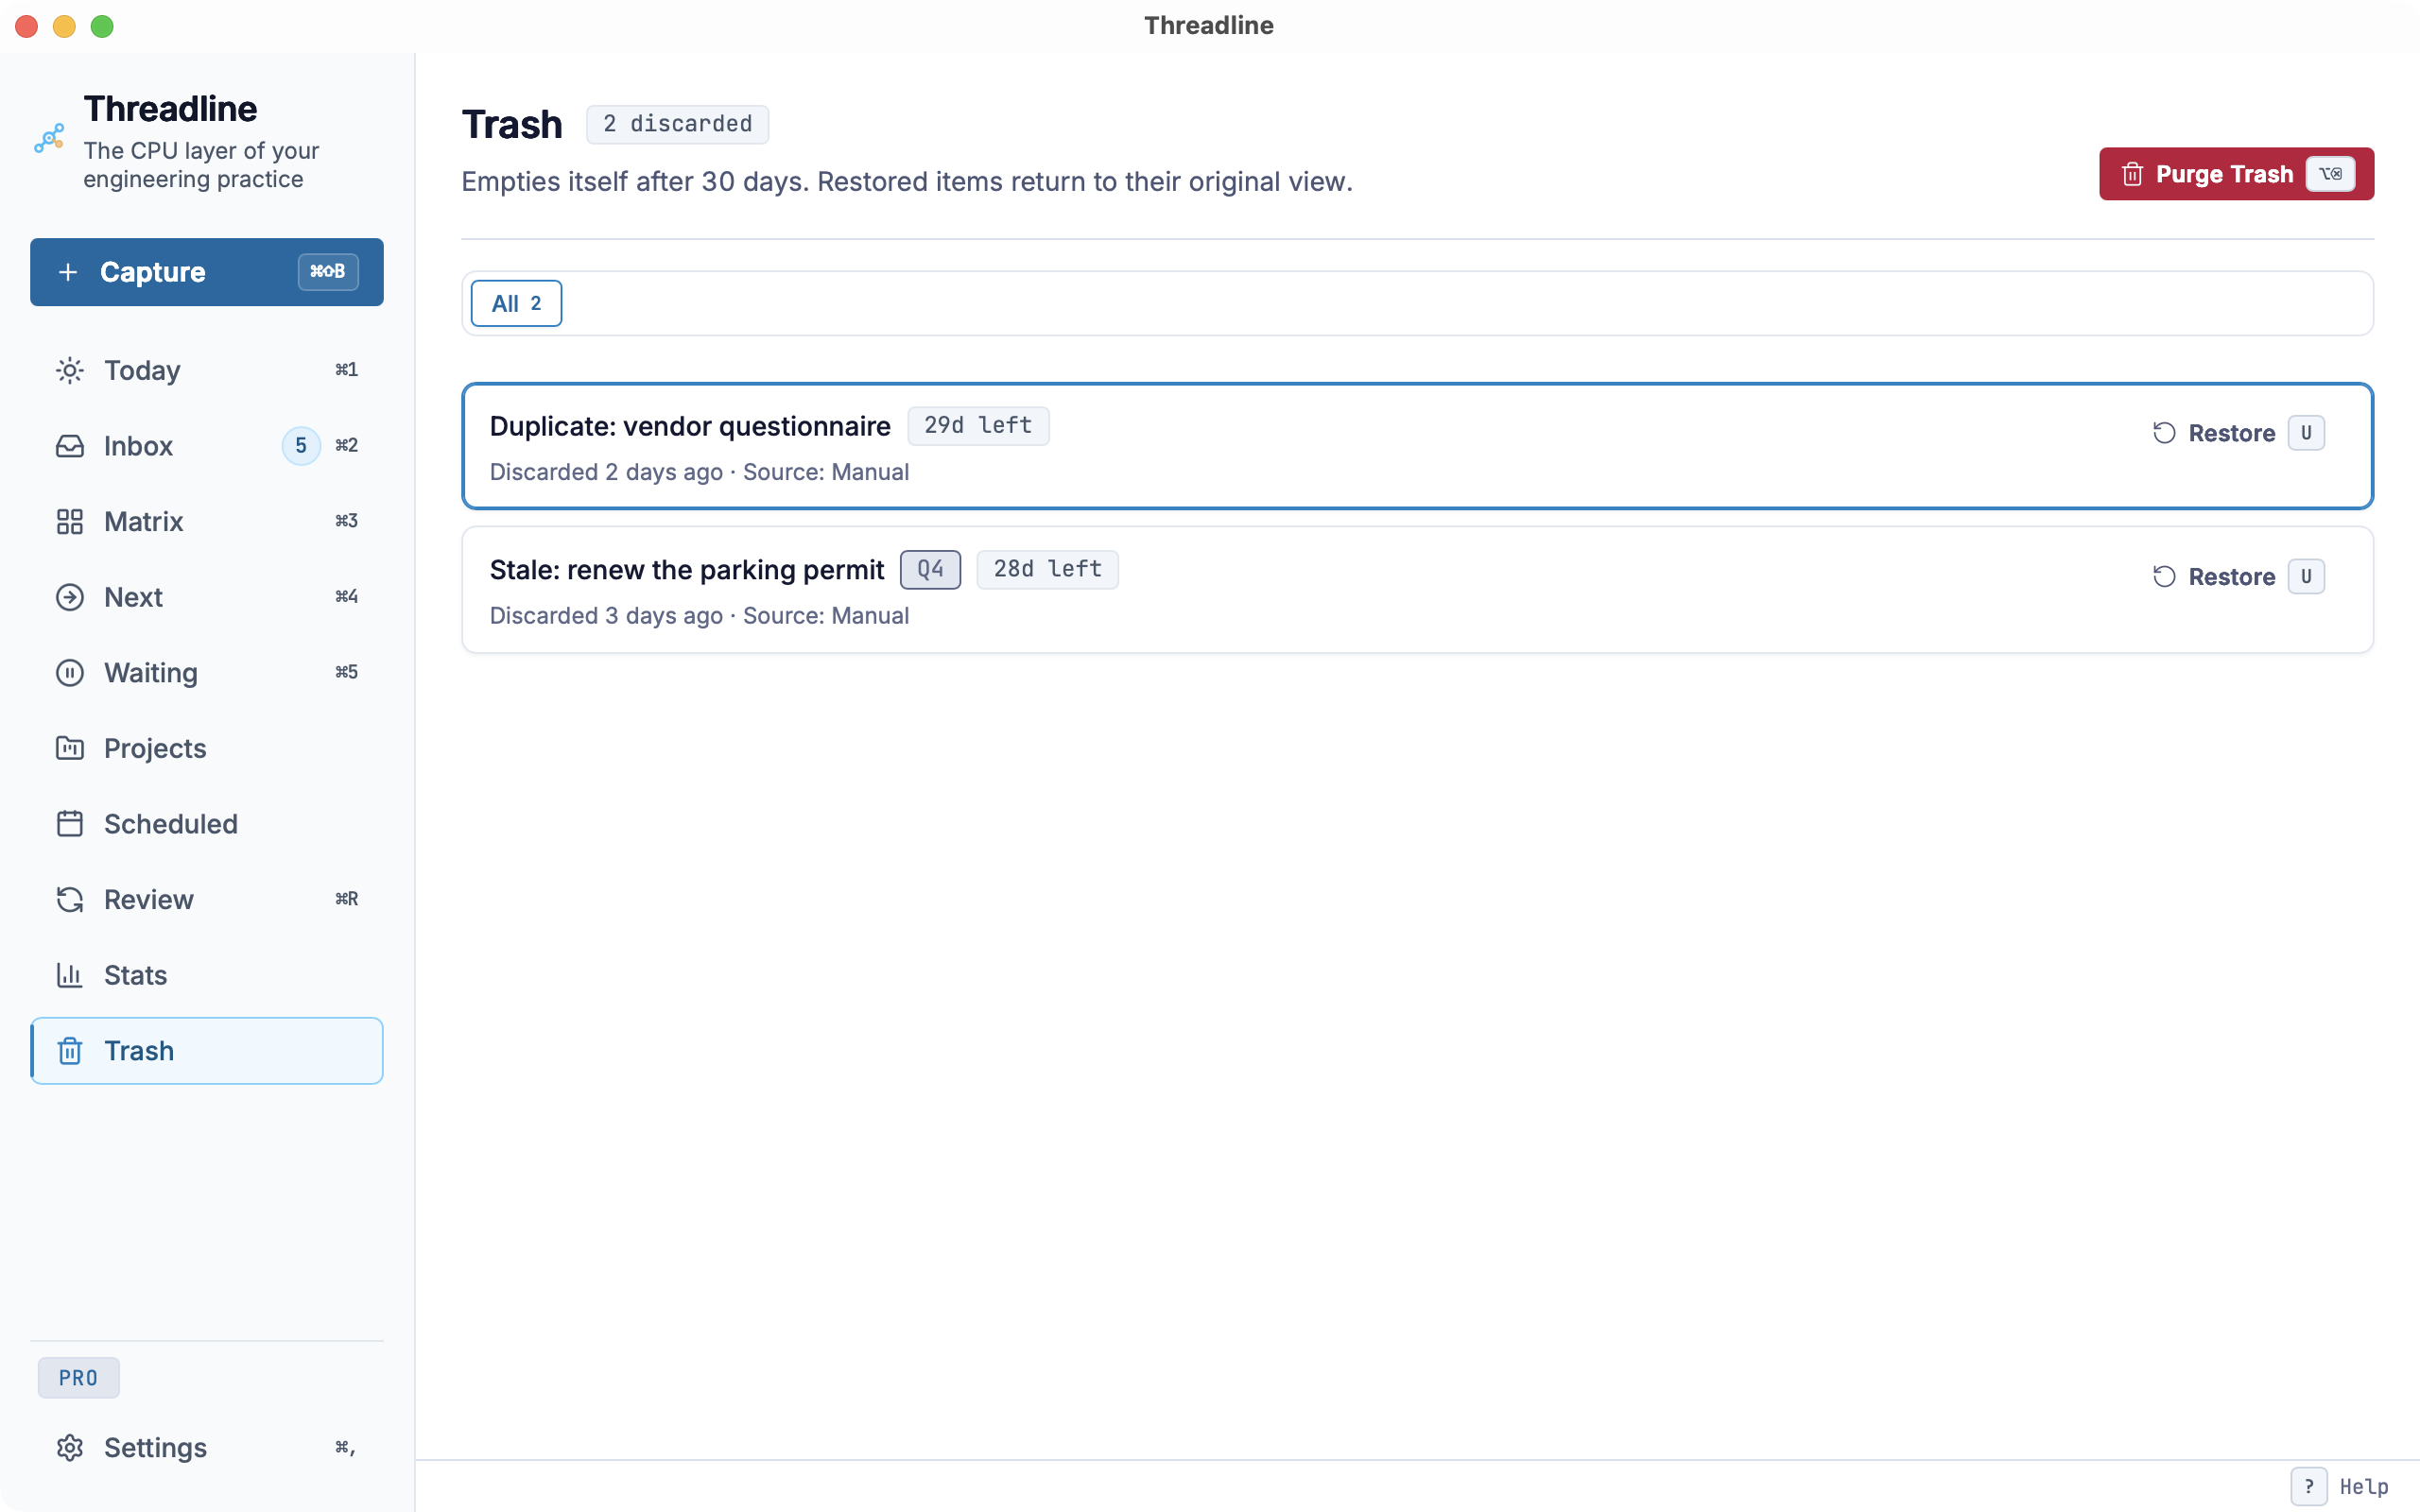 Threadline
Threadline
The CPU layer of your
engineering practice
Capture ⌘⇧B
Today ⌘1
Inbox 5 ⌘2
Matrix ⌘3
Next ⌘4
Waiting ⌘5
Projects
Scheduled
Review ⌘R
Stats
Trash
PRO
Settings ⌘,
Trash 2 discarded
Empties itself after 30 days. Restored items return to their original view.
Purge Trash ⌥⌫
All 2
Duplicate: vendor questionnaire 29d left
Discarded 2 days ago · Source: Manual
Restore U
Stale: renew the parking permit Q4 28d left
Discarded 3 days ago · Source: Manual
Restore U
? Help